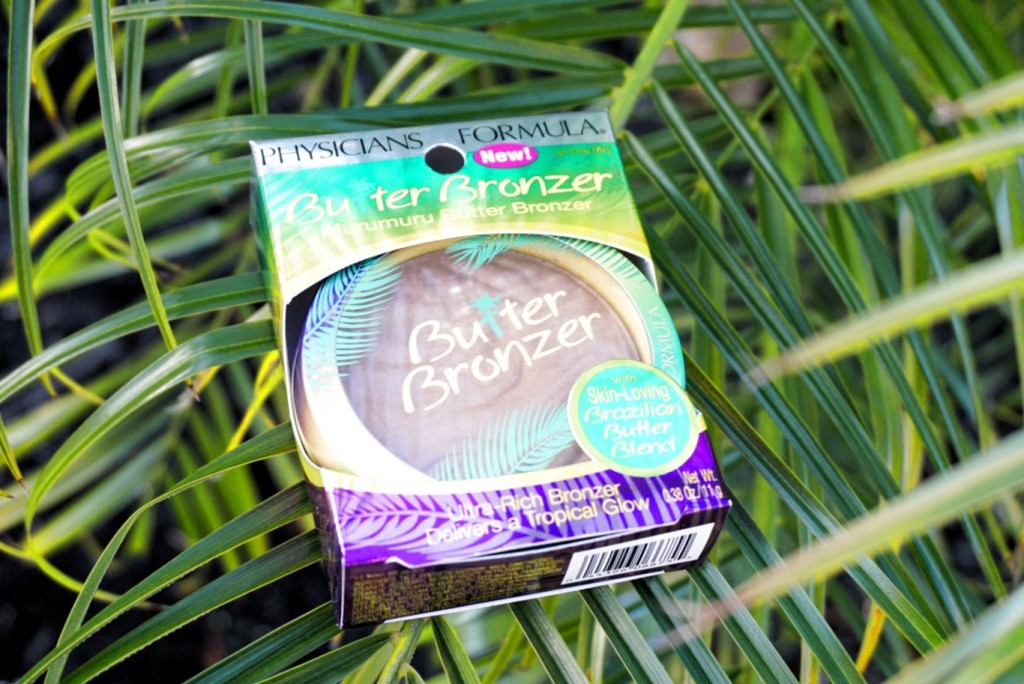 PHYSICIANS FORMULA®
New!
Butter Bronzer
Murumuru Butter Bronzer
Butter
Bronzer
ORMULA
With
Skin-Loving
Brazilian
Butter
Blend
Ultra-Rich Bronzer
Delivers a Tropical Glow
Net Wt.
0.38 Oz./11 g